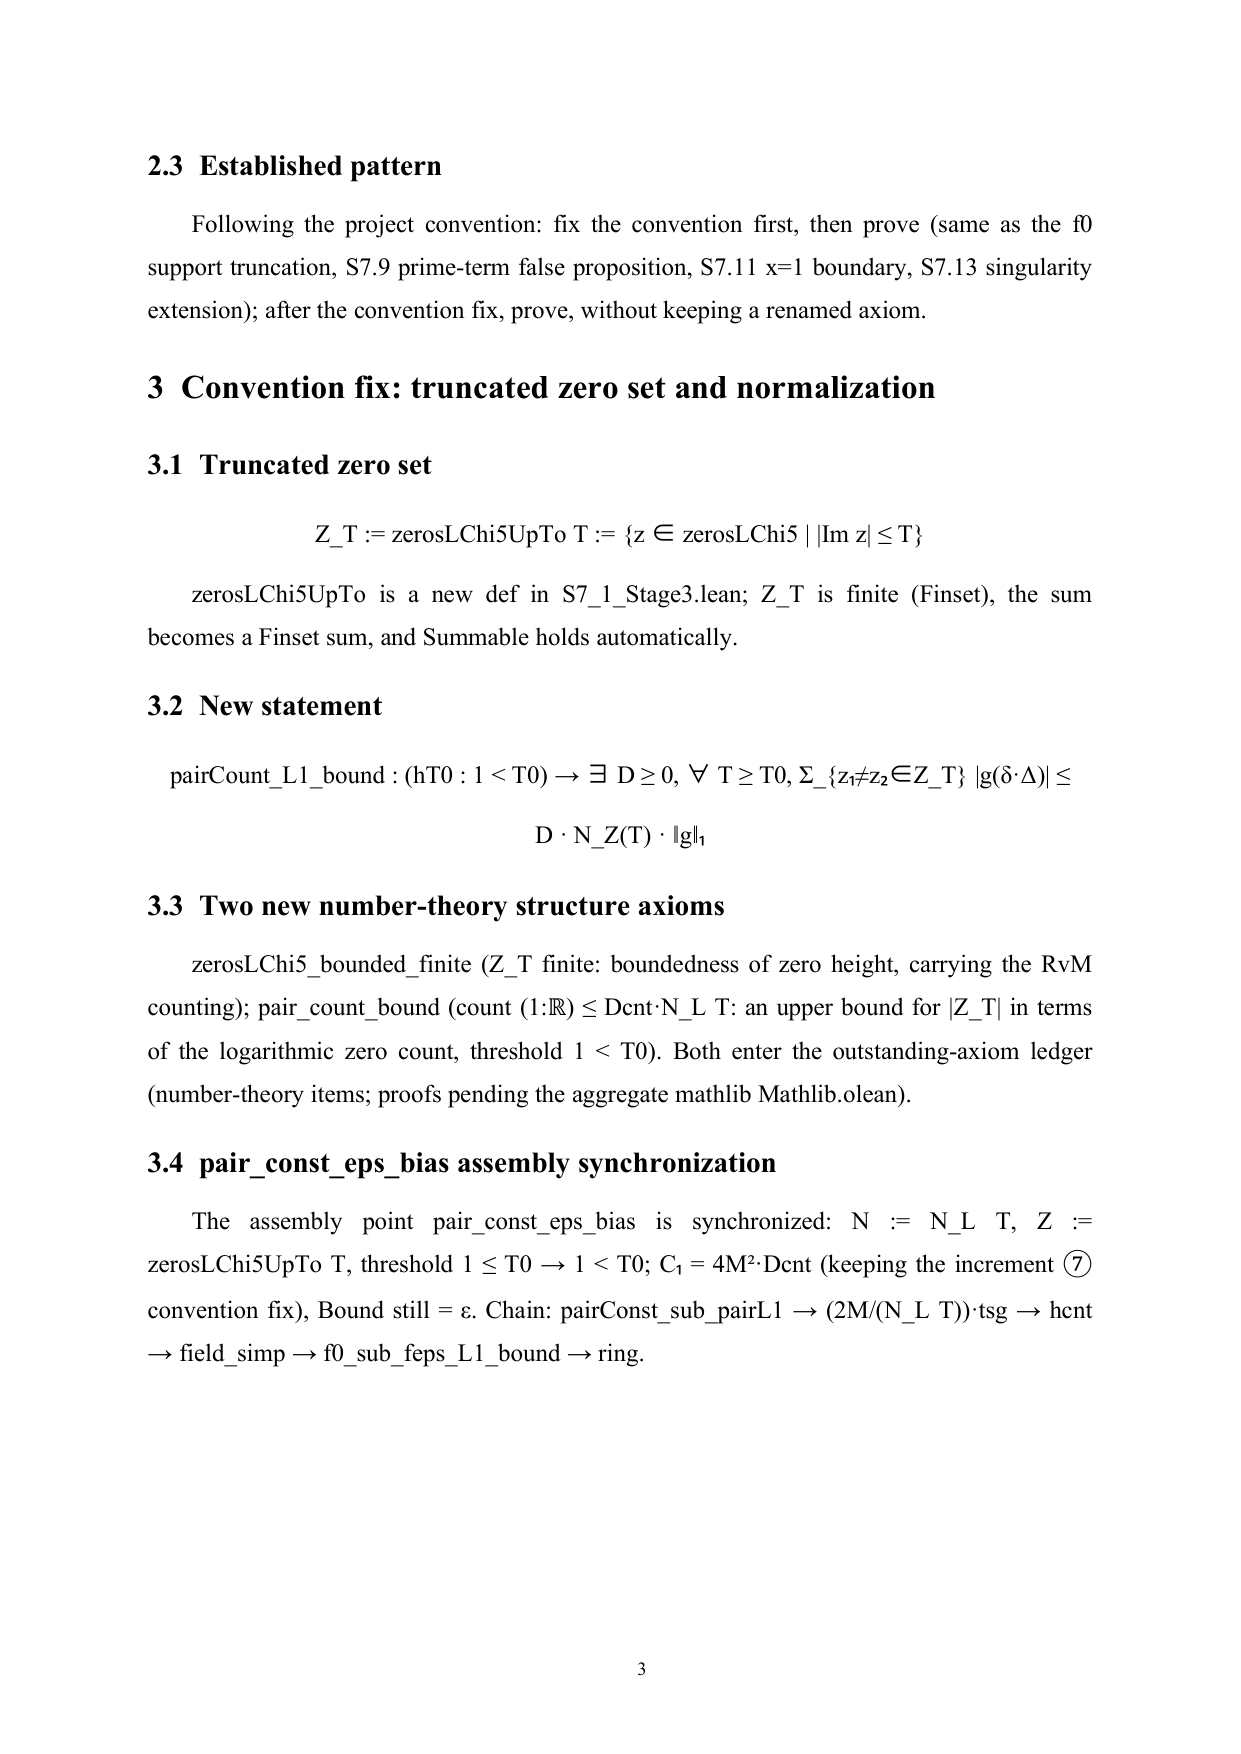 2.3 Established pattern
Following the project convention: fix the convention first, then prove (same as the f0
support truncation, S7.9 prime-term false proposition, S7.11 x=1 boundary, S7.13 singularity
extension); after the convention fix, prove, without keeping a renamed axiom.
3 Convention fix: truncated zero set and normalization
3.1 Truncated zero set
Z_T := zerosLChi5UpTo T := {z ∈ zerosLChi5 | |Im z| ≤ T}
zerosLChi5UpTo is a new def in S7_1_Stage3.lean; Z_T is finite (Finset), the sum
becomes a Finset sum, and Summable holds automatically.
3.2 New statement
pairCount_L1_bound : (hT0 : 1 < T0) → ∃ D ≥ 0, ∀ T ≥ T0, Σ_{z₁≠z₂∈Z_T} |g(δ·Δ)| ≤
D · N_Z(T) · ‖g‖₁
3.3 Two new number-theory structure axioms
zerosLChi5_bounded_finite (Z_T finite: boundedness of zero height, carrying the RvM
counting); pair_count_bound (count (1:ℝ) ≤ Dcnt·N_L T: an upper bound for |Z_T| in terms
of the logarithmic zero count, threshold 1 < T0). Both enter the outstanding-axiom ledger
(number-theory items; proofs pending the aggregate mathlib Mathlib.olean).
3.4 pair_const_eps_bias assembly synchronization
The assembly point pair_const_eps_bias is synchronized: N := N_L T, Z :=
zerosLChi5UpTo T, threshold 1 ≤ T0 → 1 < T0; C₁ = 4M²·Dcnt (keeping the increment ⑦
convention fix), Bound still = ε. Chain: pairConst_sub_pairL1 → (2M/(N_L T))·tsg → hcnt
→ field_simp → f0_sub_feps_L1_bound → ring.
3